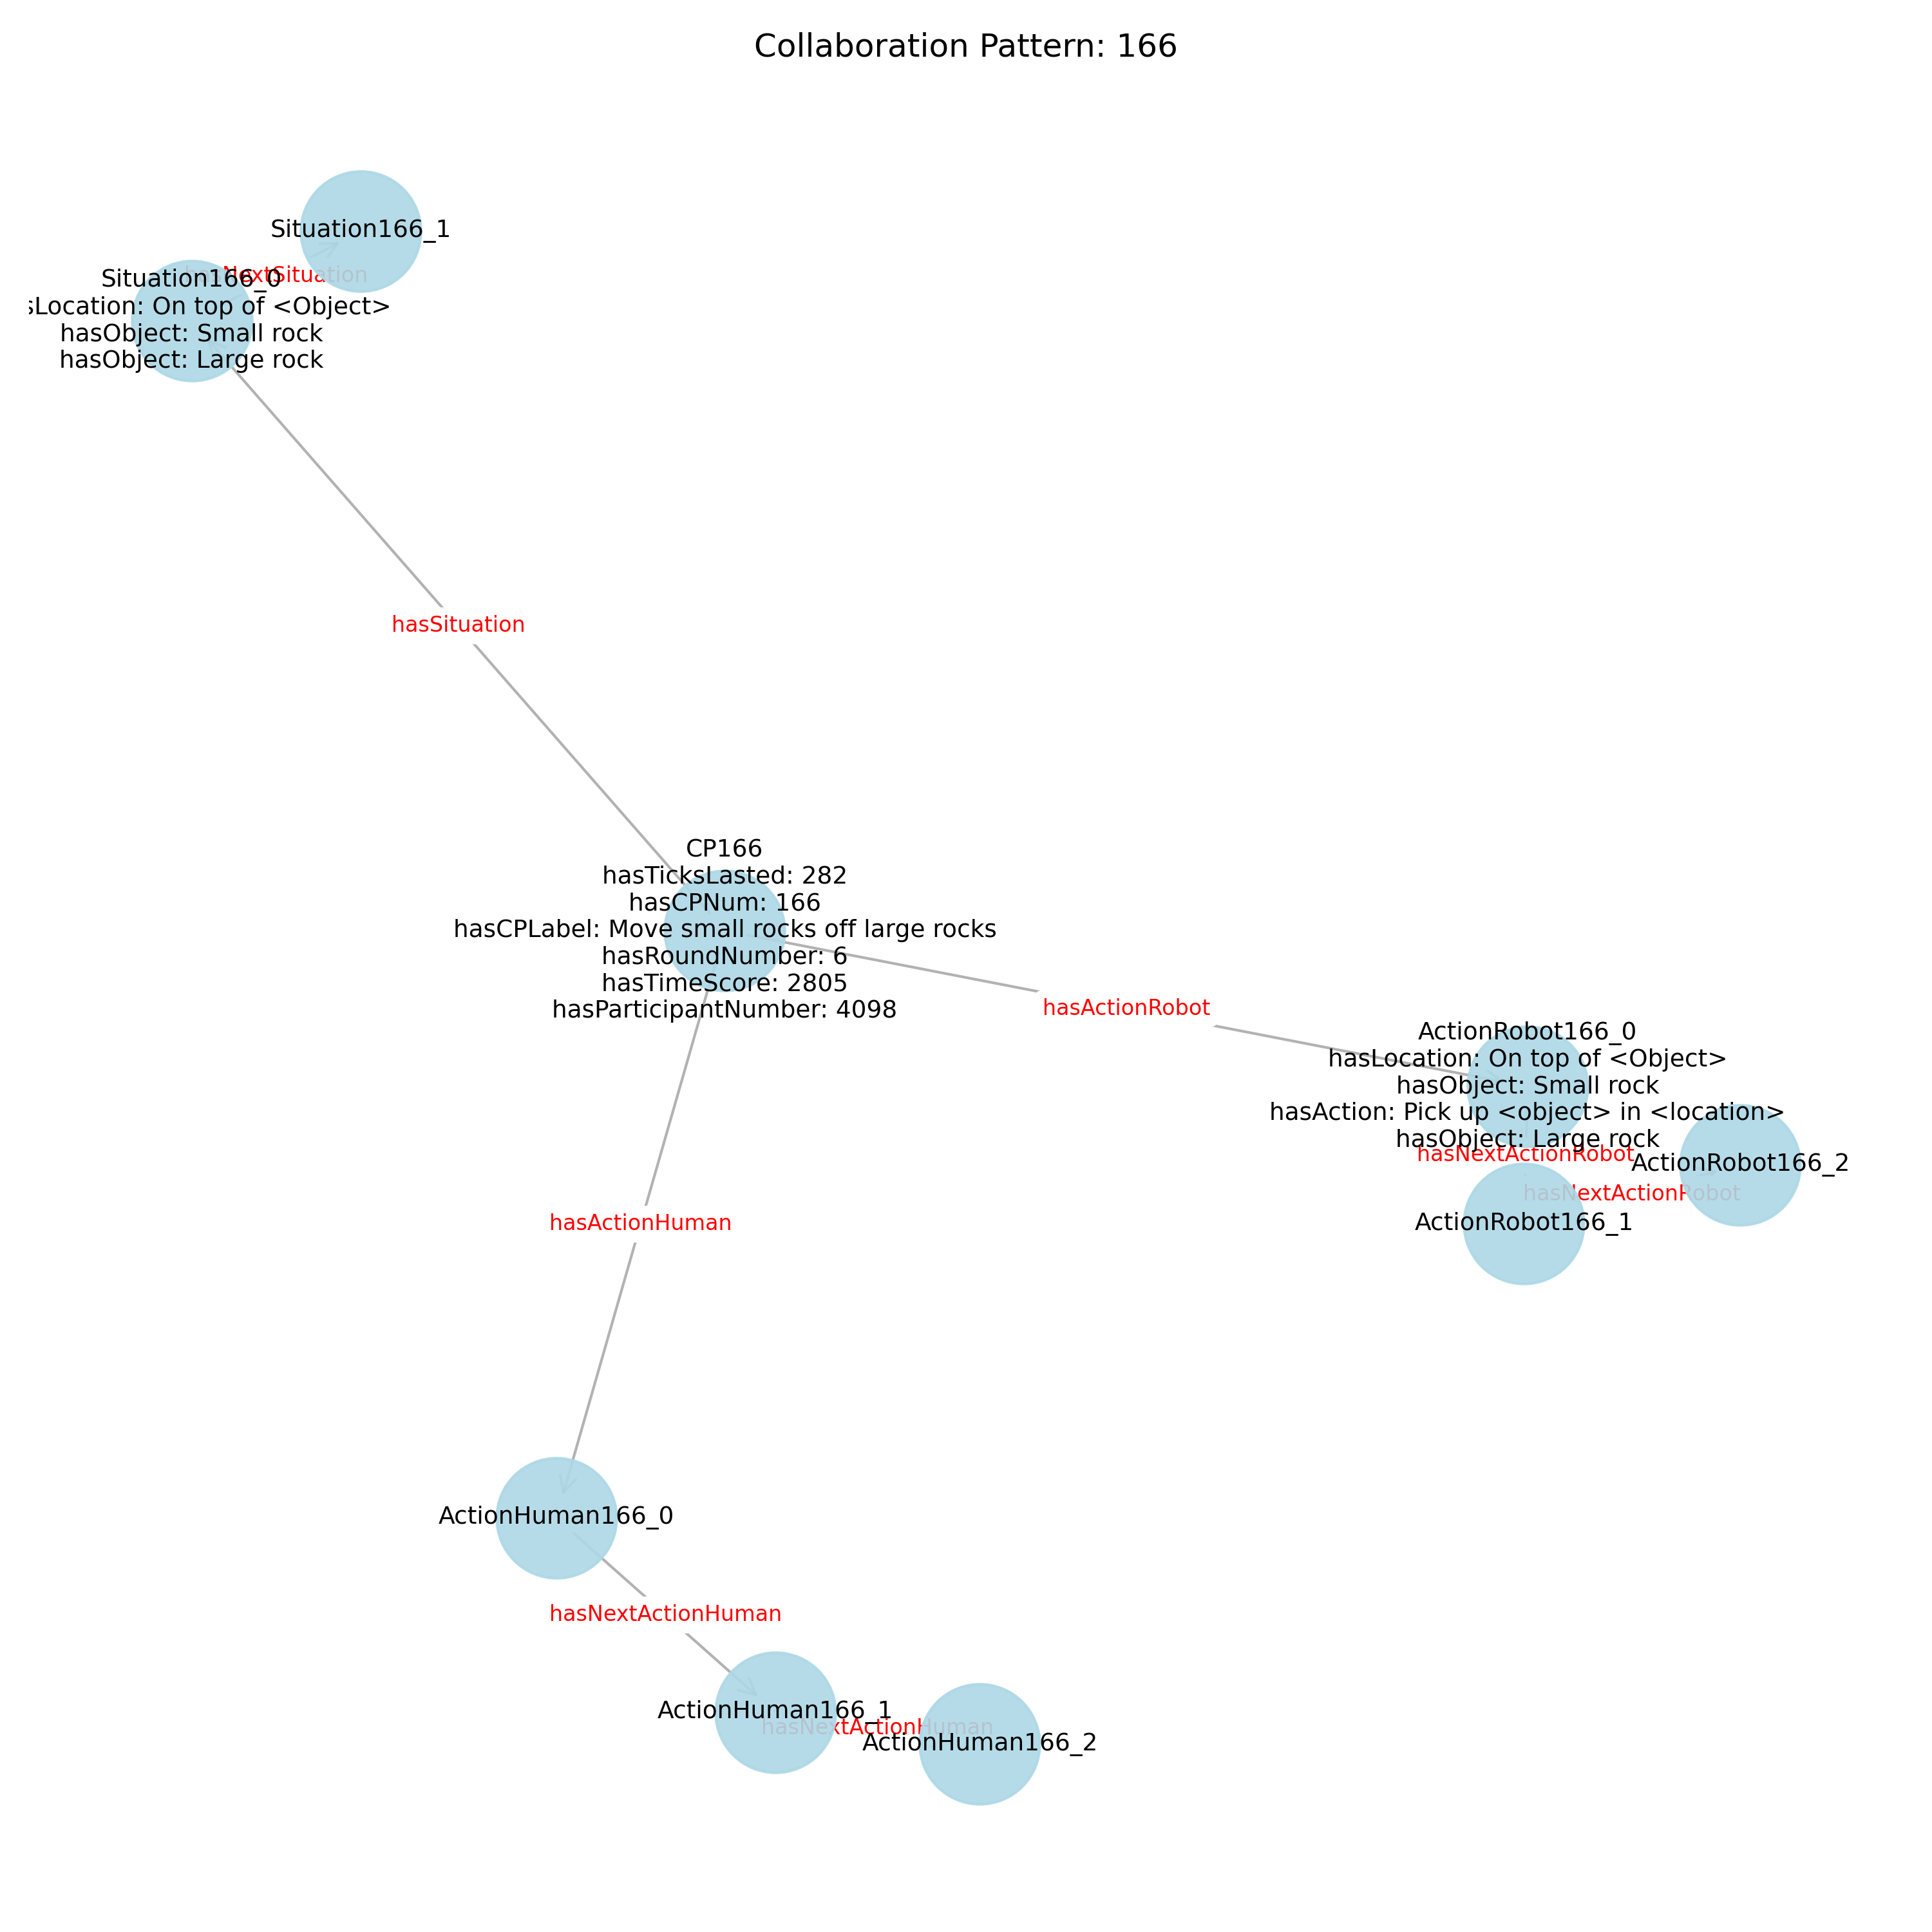 Collaboration Pattern: 166
Situation166_1
hasNextSituation
Situation166_0
sLocation: On top of <Object>
hasObject: Small rock
hasObject: Large rock
hasSituation
CP166
hasTicksLasted: 282
hasCPNum: 166
hasCPLabel: Move small rocks off large rocks
hasRoundNumber: 6
hasTimeScore: 2805
hasParticipantNumber: 4098
hasActionRobot
ActionRobot166_0
hasLocation: On top of <Object>
hasObject: Small rock
hasAction: Pick up <object> in <location>
hasObject: Large rock
hasNextActionRobot
ActionRobot166_2
hasNextActionRobot
ActionRobot166_1
hasActionHuman
ActionHuman166_0
hasNextActionHuman
ActionHuman166_1
hasNextActionHuman
ActionHuman166_2